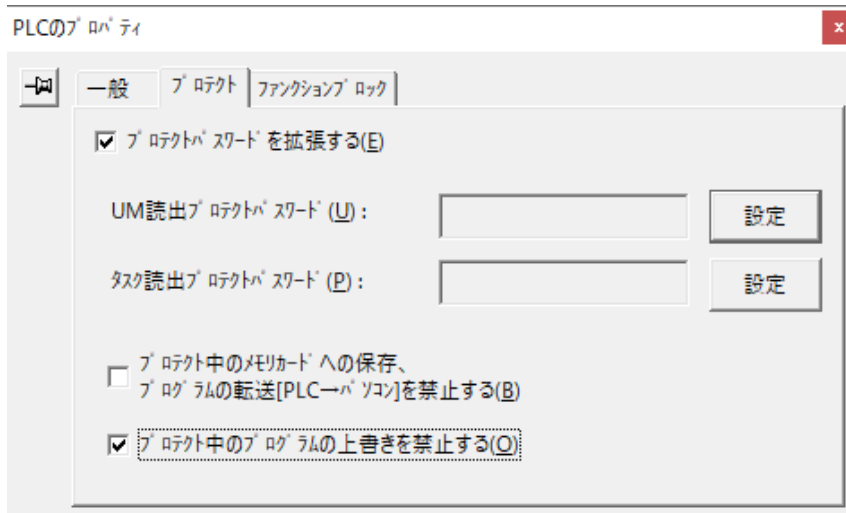 PLCのﾌﾟﾛﾊﾟﾃｨ
x
一般
ﾌﾟﾛﾃｸﾄ
ﾌｧﾝｸｼｮﾝﾌﾞﾛｯｸ
ﾌﾟﾛﾃｸﾄﾊﾟｽﾜｰﾄﾞを拡張する(E)
UM読出ﾌﾟﾛﾃｸﾄﾊﾟｽﾜｰﾄﾞ(U):
設定
ﾀｽｸ読出ﾌﾟﾛﾃｸﾄﾊﾟｽﾜｰﾄﾞ(P):
設定
ﾌﾟﾛﾃｸﾄ中のﾒﾓﾘｶｰﾄﾞへの保存、
ﾌﾟﾛｸﾞﾗﾑの転送[PLC→ﾊﾟｿｺﾝ]を禁止する(B)
ﾌﾟﾛﾃｸﾄ中のﾌﾟﾛｸﾞﾗﾑの上書きを禁止する(O)